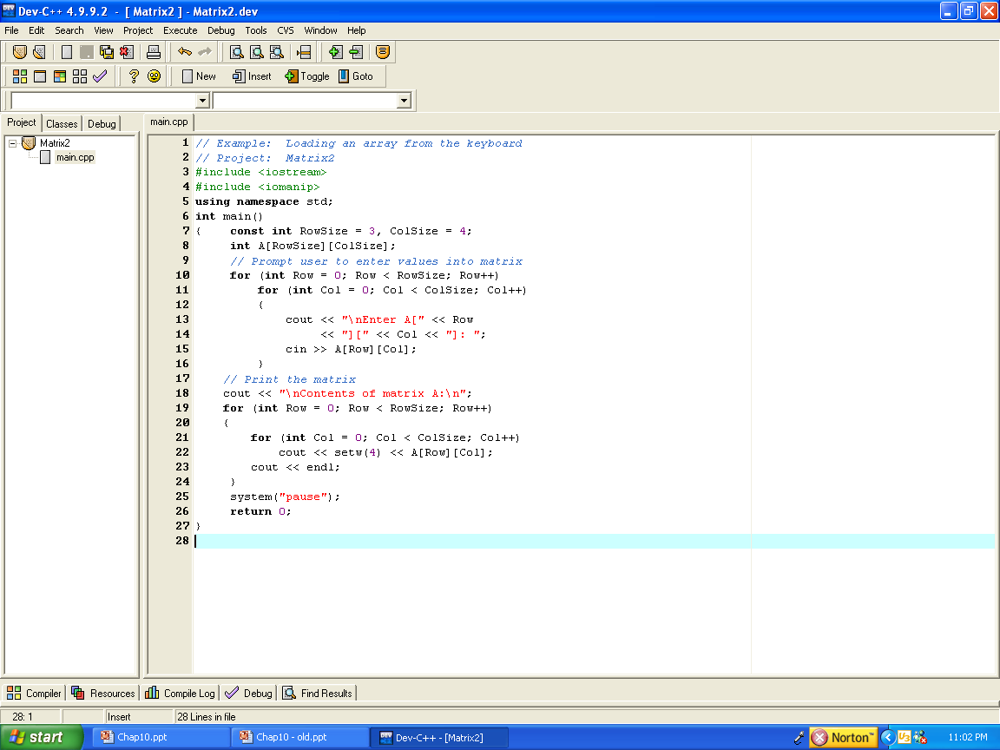 Dev-C++ 4.9.9.2 - [ Matrix2 ] - Matrix2.dev
File Edit Search View Project Execute Debug Tools CVS Window Help
New Insert Toggle Goto
Project Classes Debug main.cpp
Matrix2
main.cpp
1 // Example:  Loading an array from the keyboard
2 // Project:  Matrix2
3 #include <iostream>
4 #include <iomanip>
5 using namespace std;
6 int main()
7 {    const int RowSize = 3, ColSize = 4;
8      int A[RowSize][ColSize];
9      // Prompt user to enter values into matrix
10      for (int Row = 0; Row < RowSize; Row++)
11          for (int Col = 0; Col < ColSize; Col++)
12          {
13              cout << "\nEnter A[" << Row
14                   << "][" << Col << "]: ";
15              cin >> A[Row][Col];
16          }
17     // Print the matrix
18     cout << "\nContents of matrix A:\n";
19     for (int Row = 0; Row < RowSize; Row++)
20     {
21         for (int Col = 0; Col < ColSize; Col++)
22             cout << setw(4) << A[Row][Col];
23         cout << endl;
24      }
25      system("pause");
26      return 0;
27 }
28
Compiler Resources Compile Log Debug Find Results
28: 1 Insert 28 Lines in file
start Chap10.ppt Chap10 - old.ppt Dev-C++ - [Matrix2] Norton™ U3 11:02 PM